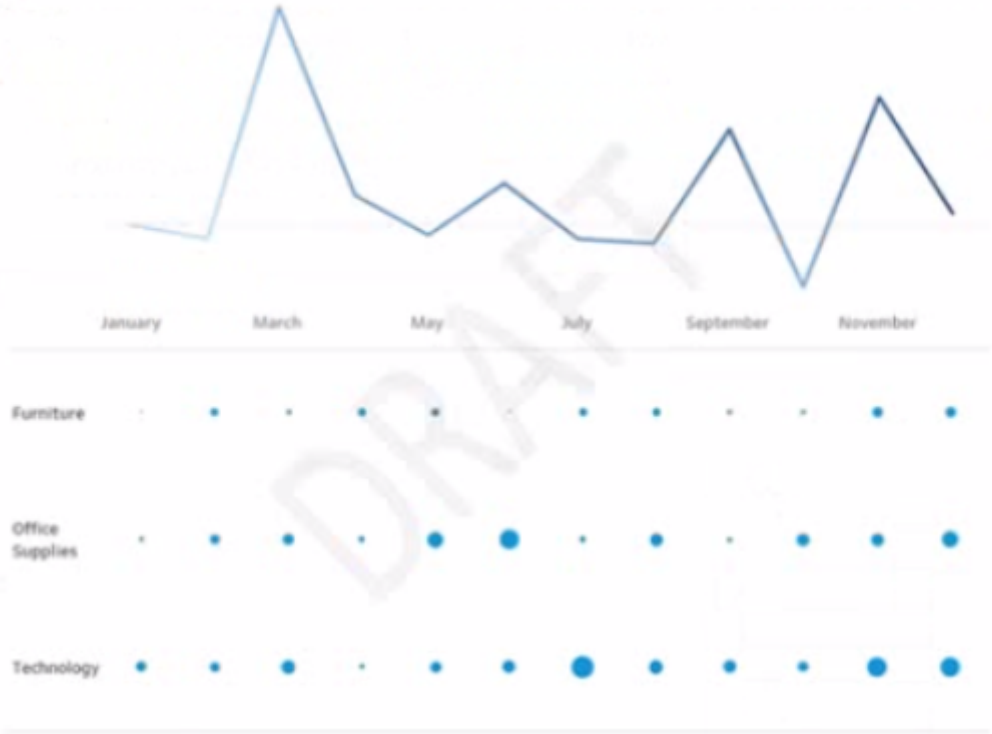 January March May July September November
DRAFT
Furniture
Office
Supplies
Technology